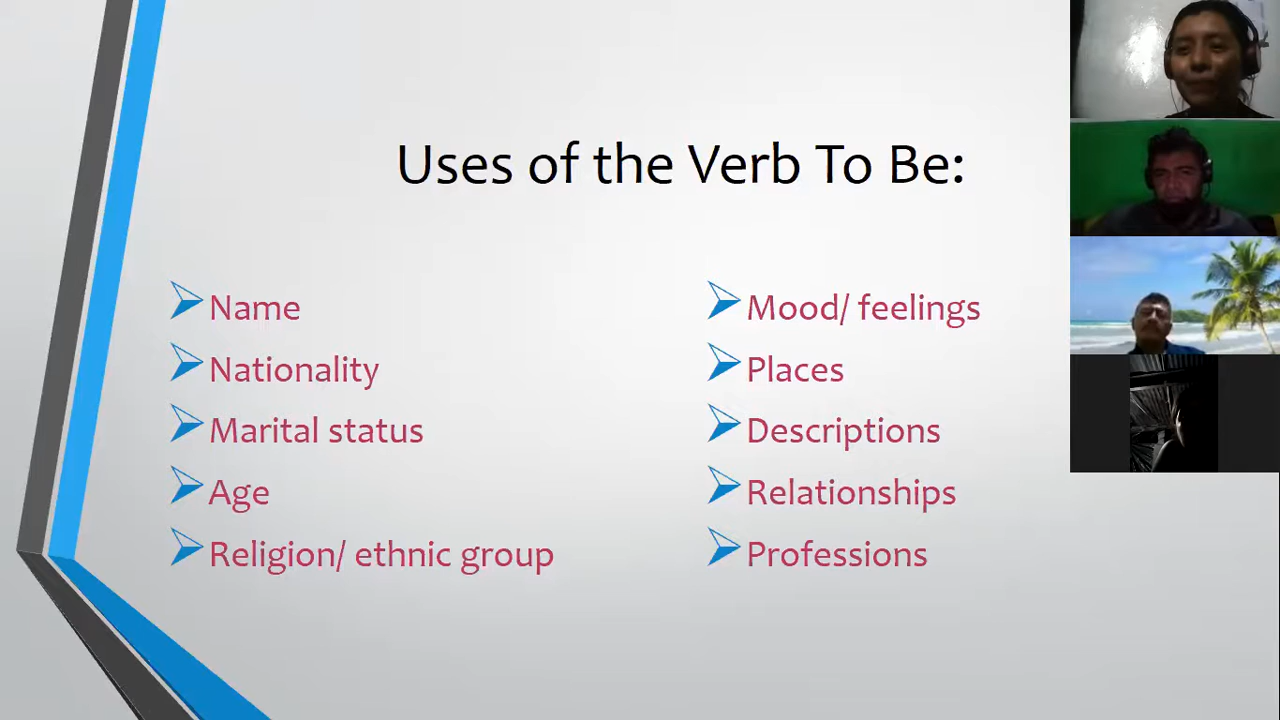 Uses of the Verb To Be:
Name
Nationality
Marital status
Age
Religion/ ethnic group
Mood/ feelings
Places
Descriptions
Relationships
Professions